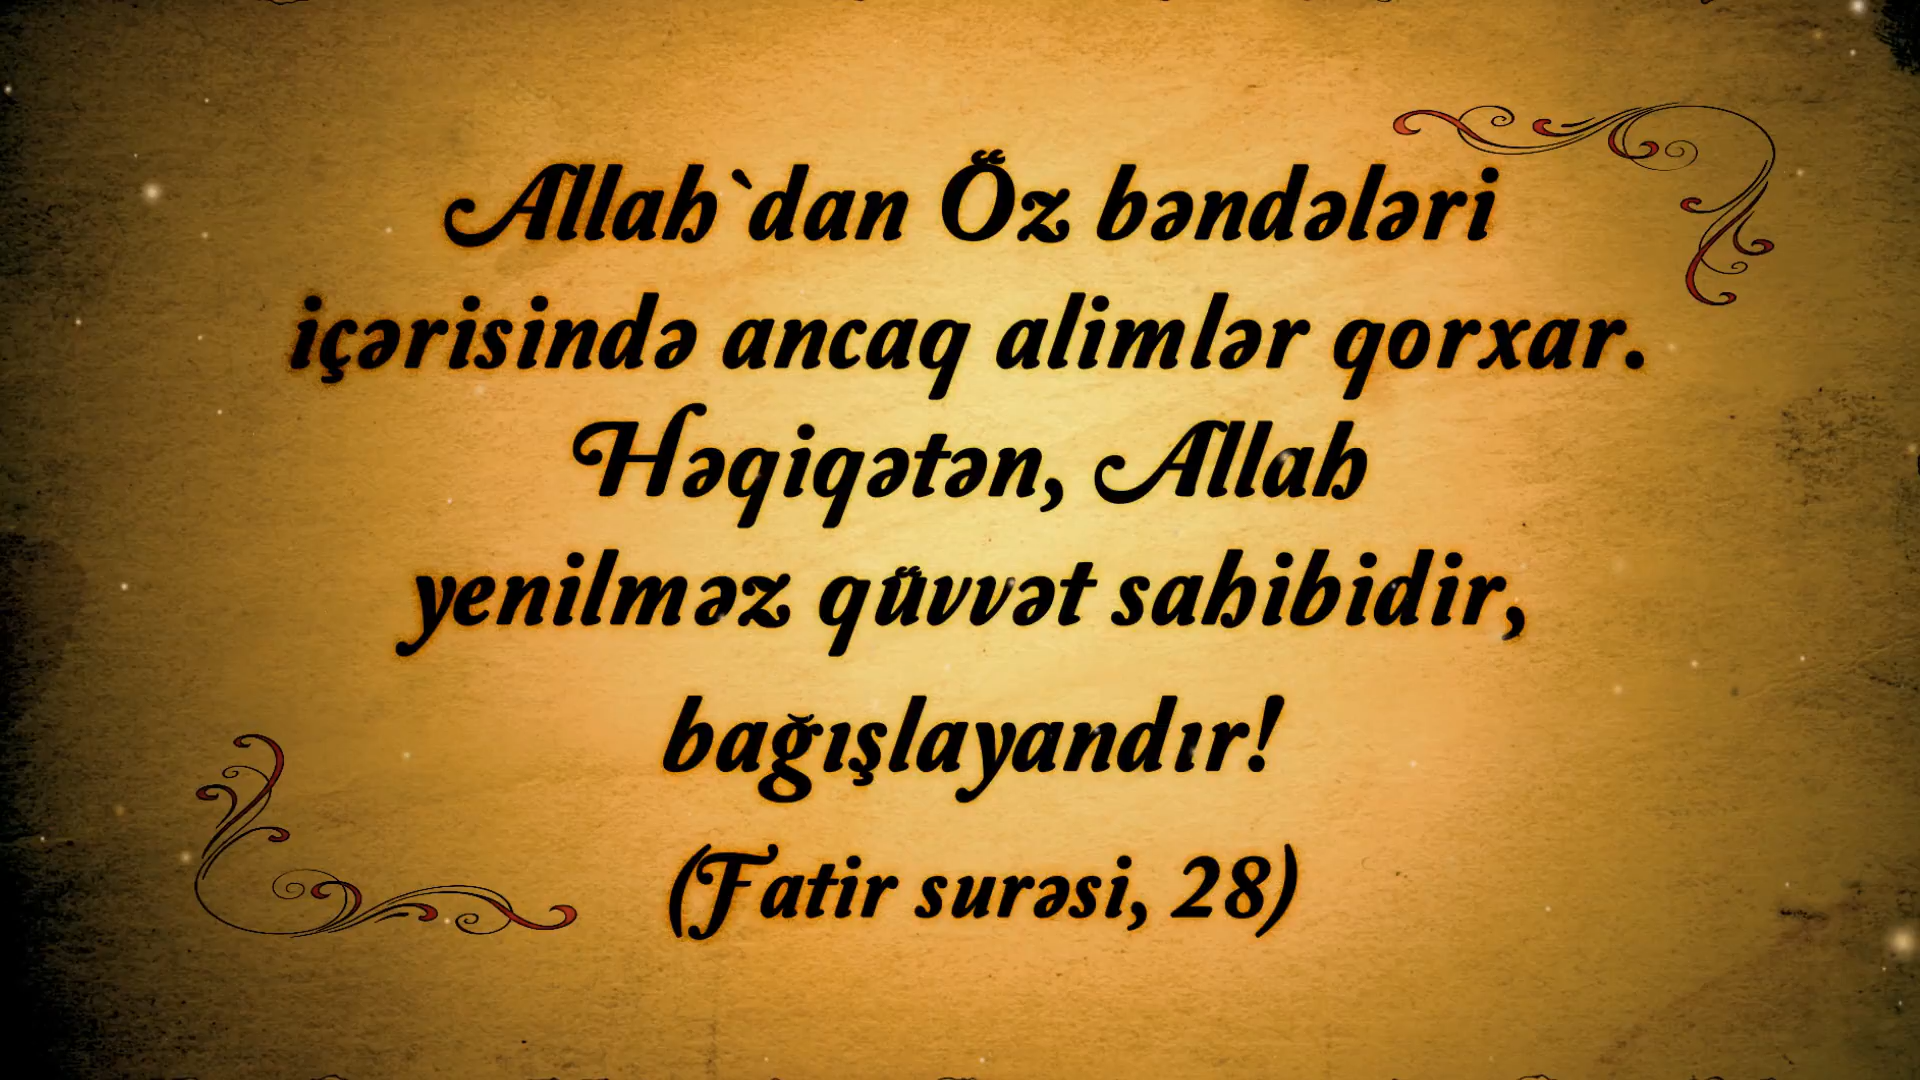 Allah`dan Öz bəndələri
içərisində ancaq alimlər qorxar.
Həqiqətən, Allah
yenilməz qüvvət sahibidir,
bağışlayandır!
(Fatir surəsi, 28)